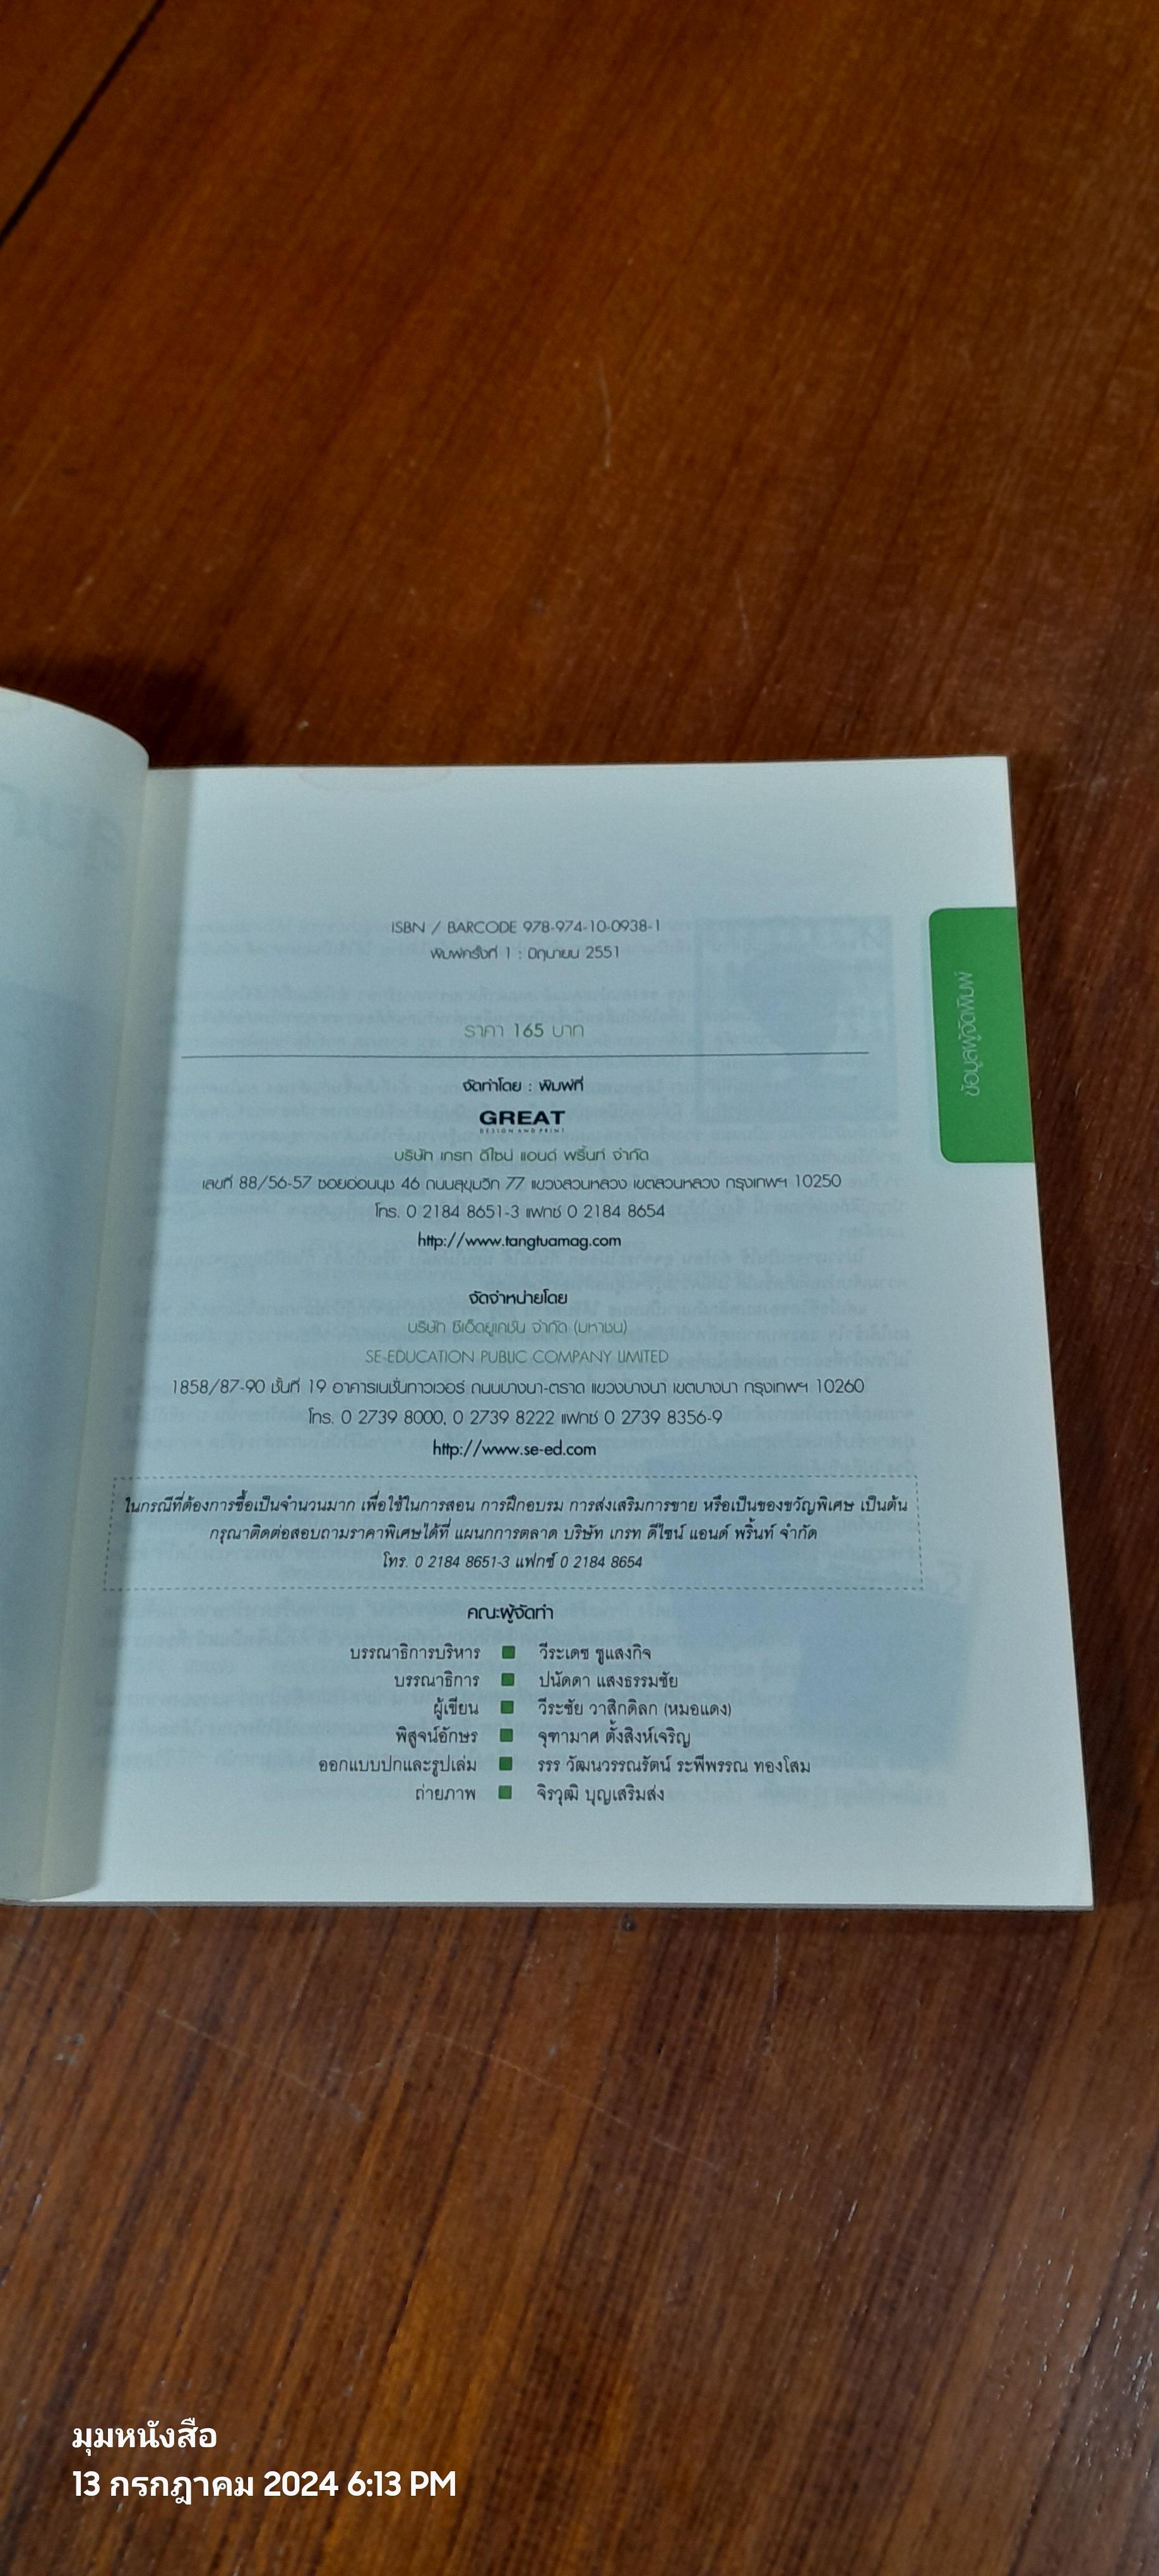 ISBN / BARCODE 978-974-10-0938-1
พิมพ์ครั้งที่ 1 : มิถุนายน 2551
ราคา 165 บาท
ข้อมูลผู้จัดพิมพ์
จัดทำโดย : พิมพ์ที่
GREAT
DESIGN AND PRINT
บริษัท เกรท ดีไซน์ แอนด์ พริ้นท์ จำกัด
เลขที่ 88/56-57 ซอยอ่อนนุช 46 ถนนสุขุมวิท 77 แขวงสวนหลวง เขตสวนหลวง กรุงเทพฯ 10250
โทร. 0 2184 8651-3 แฟกซ์ 0 2184 8654
http://www.tangtuamag.com
จัดจำหน่ายโดย
บริษัท ซีเอ็ดยูเคชั่น จำกัด (มหาชน)
SE-EDUCATION PUBLIC COMPANY LIMITED
1858/87-90 ชั้นที่ 19 อาคารเนชั่นทาวเวอร์ ถนนบางนา-ตราด แขวงบางนา เขตบางนา กรุงเทพฯ 10260
โทร. 0 2739 8000, 0 2739 8222 แฟกซ์ 0 2739 8356-9
http://www.se-ed.com
ในกรณีที่ต้องการซื้อเป็นจำนวนมาก เพื่อใช้ในการสอน การฝึกอบรม การส่งเสริมการขาย หรือเป็นของขวัญพิเศษ เป็นต้น
กรุณาติดต่อสอบถามราคาพิเศษได้ที่ แผนกการตลาด บริษัท เกรท ดีไซน์ แอนด์ พริ้นท์ จำกัด
โทร. 0 2184 8651-3 แฟกซ์ 0 2184 8654
คณะผู้จัดทำ
บรรณาธิการบริหาร วีระเดช ชูแสงกิจ
บรรณาธิการ ปนัดดา แสงธรรมชัย
ผู้เขียน วีระชัย วาสิกดิลก (หมอแดง)
พิสูจน์อักษร จุฑามาศ ตั้งสิงห์เจริญ
ออกแบบปกและรูปเล่ม รรร วัฒนวรรณรัตน์ ระพีพรรณ ทองโสม
ถ่ายภาพ จิรวุฒิ บุญเสริมส่ง
มุมหนังสือ
13 กรกฎาคม 2024 6:13 PM